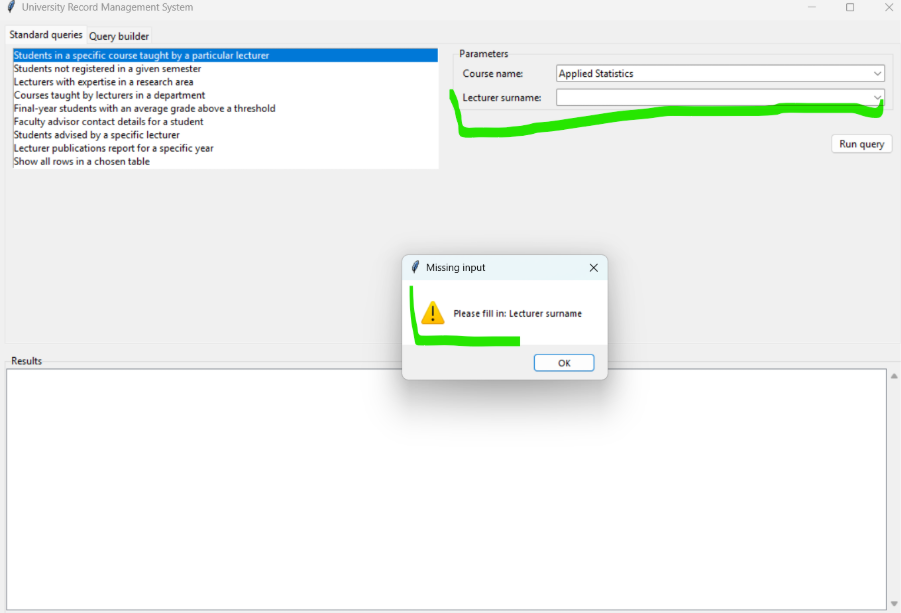 University Record Management System
Standard queries Query builder
Students in a specific course taught by a particular lecturer
Students not registered in a given semester
Lecturers with expertise in a research area
Courses taught by lecturers in a department
Final-year students with an average grade above a threshold
Faculty advisor contact details for a student
Students advised by a specific lecturer
Lecturer publications report for a specific year
Show all rows in a chosen table
Parameters
Course name: Applied Statistics
Lecturer surname:
Run query
Missing input
Please fill in: Lecturer surname
OK
Results